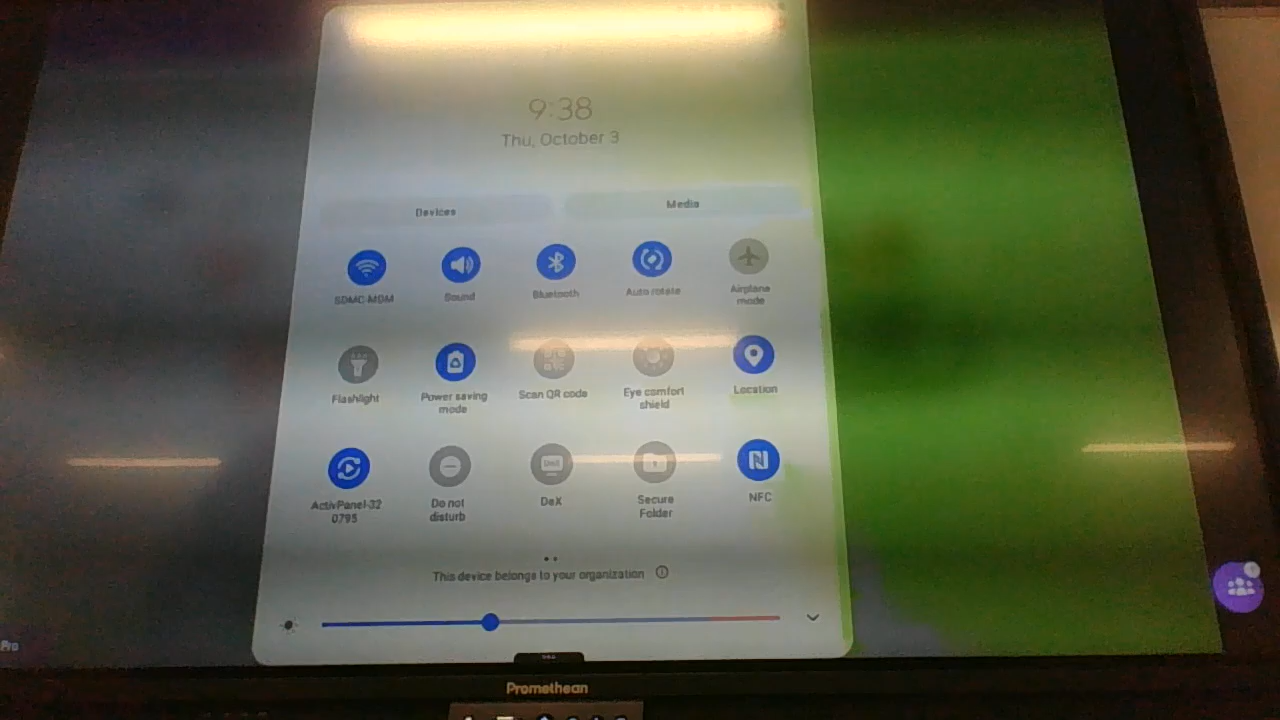 9:38
Thu, October 3
Devices
Media
SDMC-MDM
Sound
Bluetooth
Auto rotate
Airplane
mode
Flashlight
Power saving
mode
Scan QR code
Eye comfort
shield
Location
ActivPanel-32
0795
Do not
disturb
DeX
Secure
Folder
NFC
This device belongs to your organization
Pro
Promethean